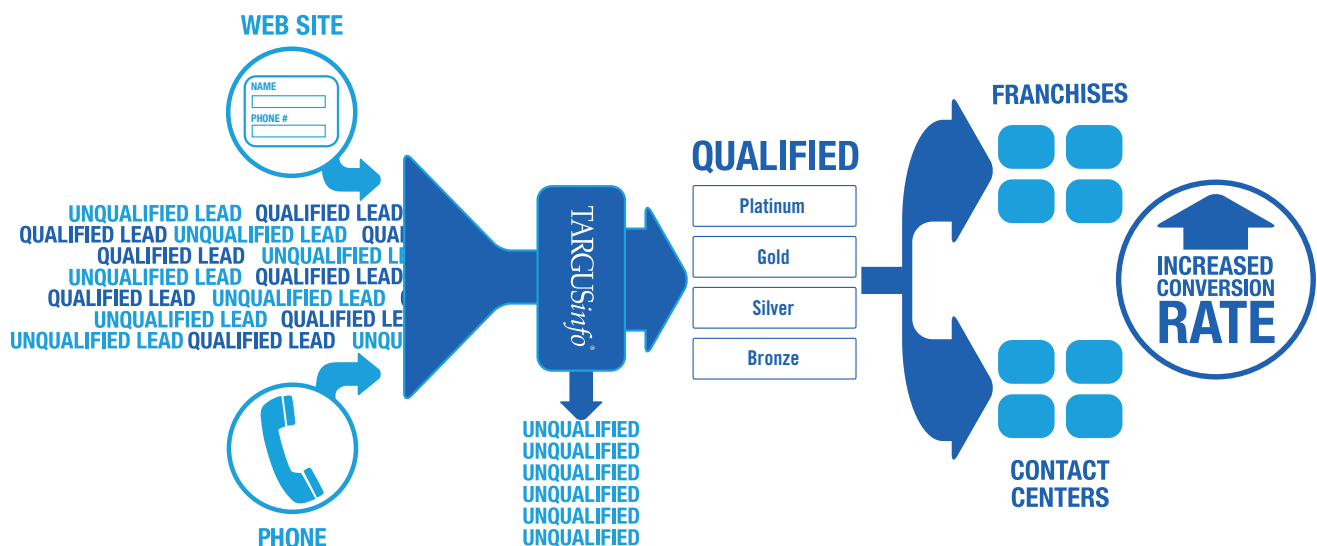 WEB SITE
NAME
PHONE #
UNQUALIFIED LEAD QUALIFIED LEAD
QUALIFIED LEAD UNQUALIFIED LEAD
QUALIFIED LEAD UNQUALIFIED
UNQUALIFIED LEAD QUALIFIED LEAD
QUALIFIED LEAD UNQUALIFIED LEAD
UNQUALIFIED LEAD QUALIFIED
UNQUALIFIED LEAD QUALIFIED LEAD
PHONE
TARGUSinfo®
UNQUALIFIED
UNQUALIFIED
UNQUALIFIED
UNQUALIFIED
UNQUALIFIED
UNQUALIFIED
QUALIFIED
Platinum
Gold
Silver
Bronze
FRANCHISES
CONTACT
CENTERS
INCREASED
CONVERSION
RATE